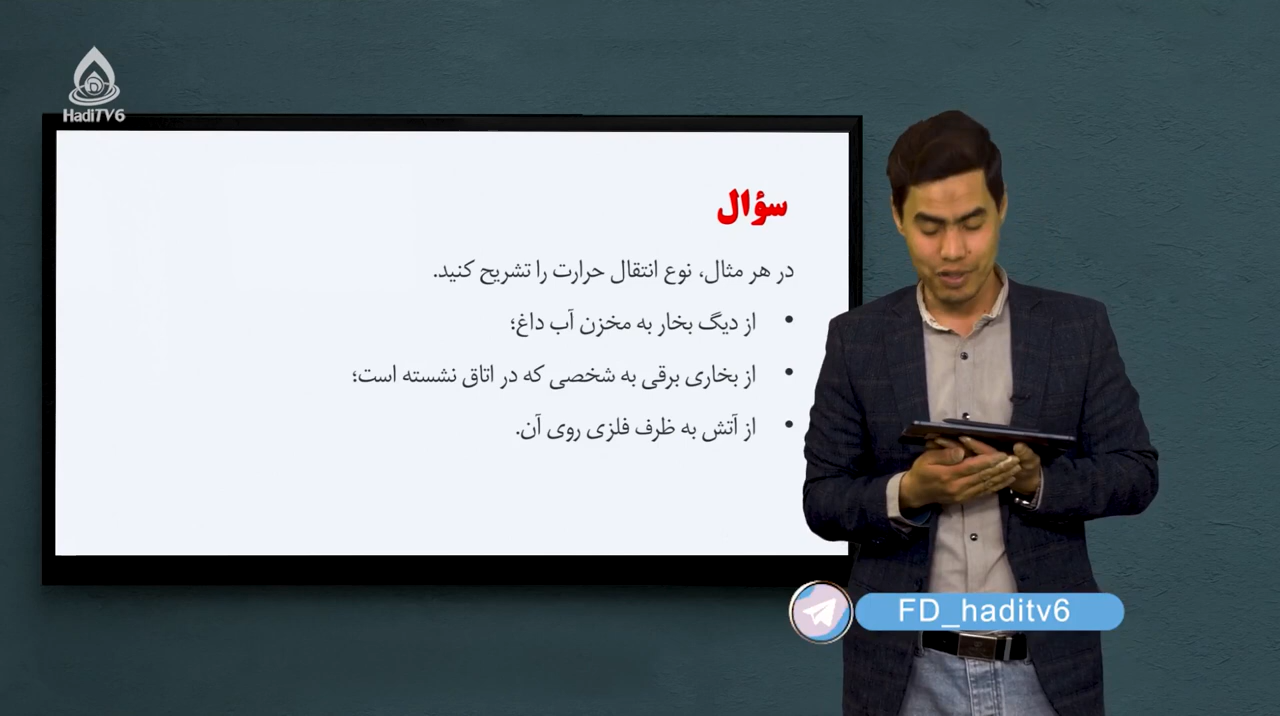 HadiTV6
سؤال
در هر مثال، نوع انتقال حرارت را تشریح کنید.
• از دیگ بخار به مخزن آب داغ؛
• از بخاری برقی به شخصی که در اتاق نشسته است؛
• از آتش به ظرف فلزی روی آن.
FD_haditv6